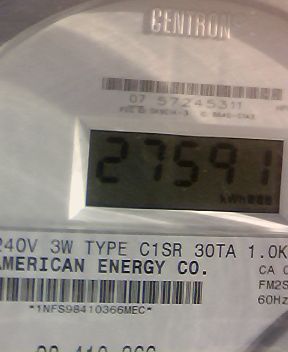 CENTRON
07 57245311
27591
kWh
240V 3W TYPE C1SR 30TA 1.0K
AMERICAN ENERGY CO.
CA
FM2S
60Hz
*1NFS98410366MEC*